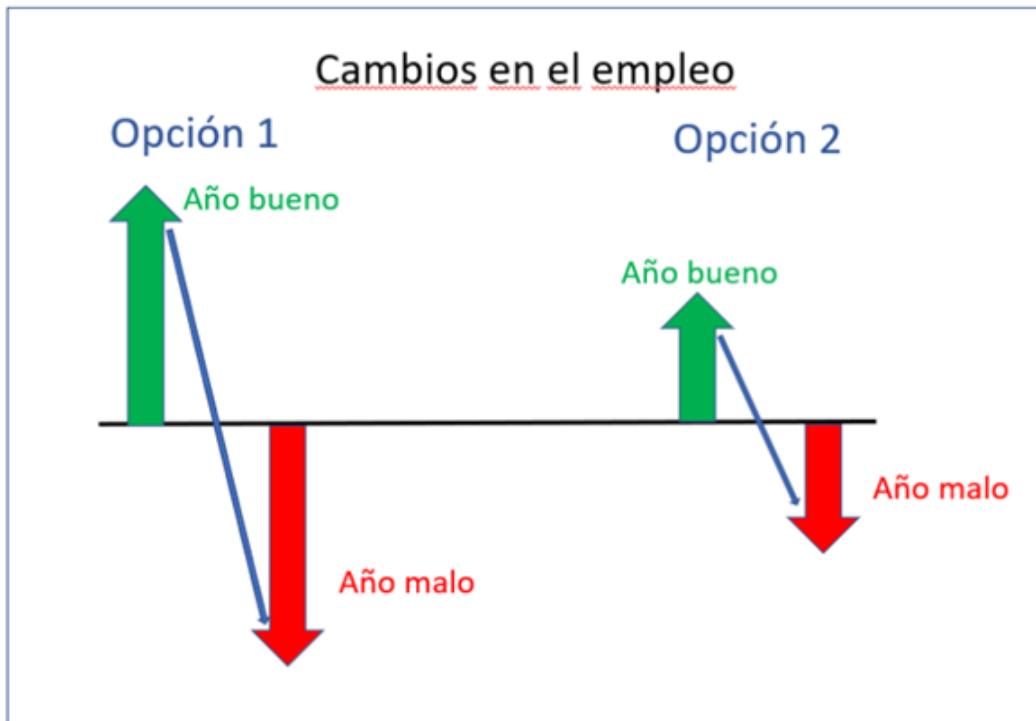 Cambios en el empleo
Opción 1
Opción 2
Año bueno
Año bueno
Año malo
Año malo